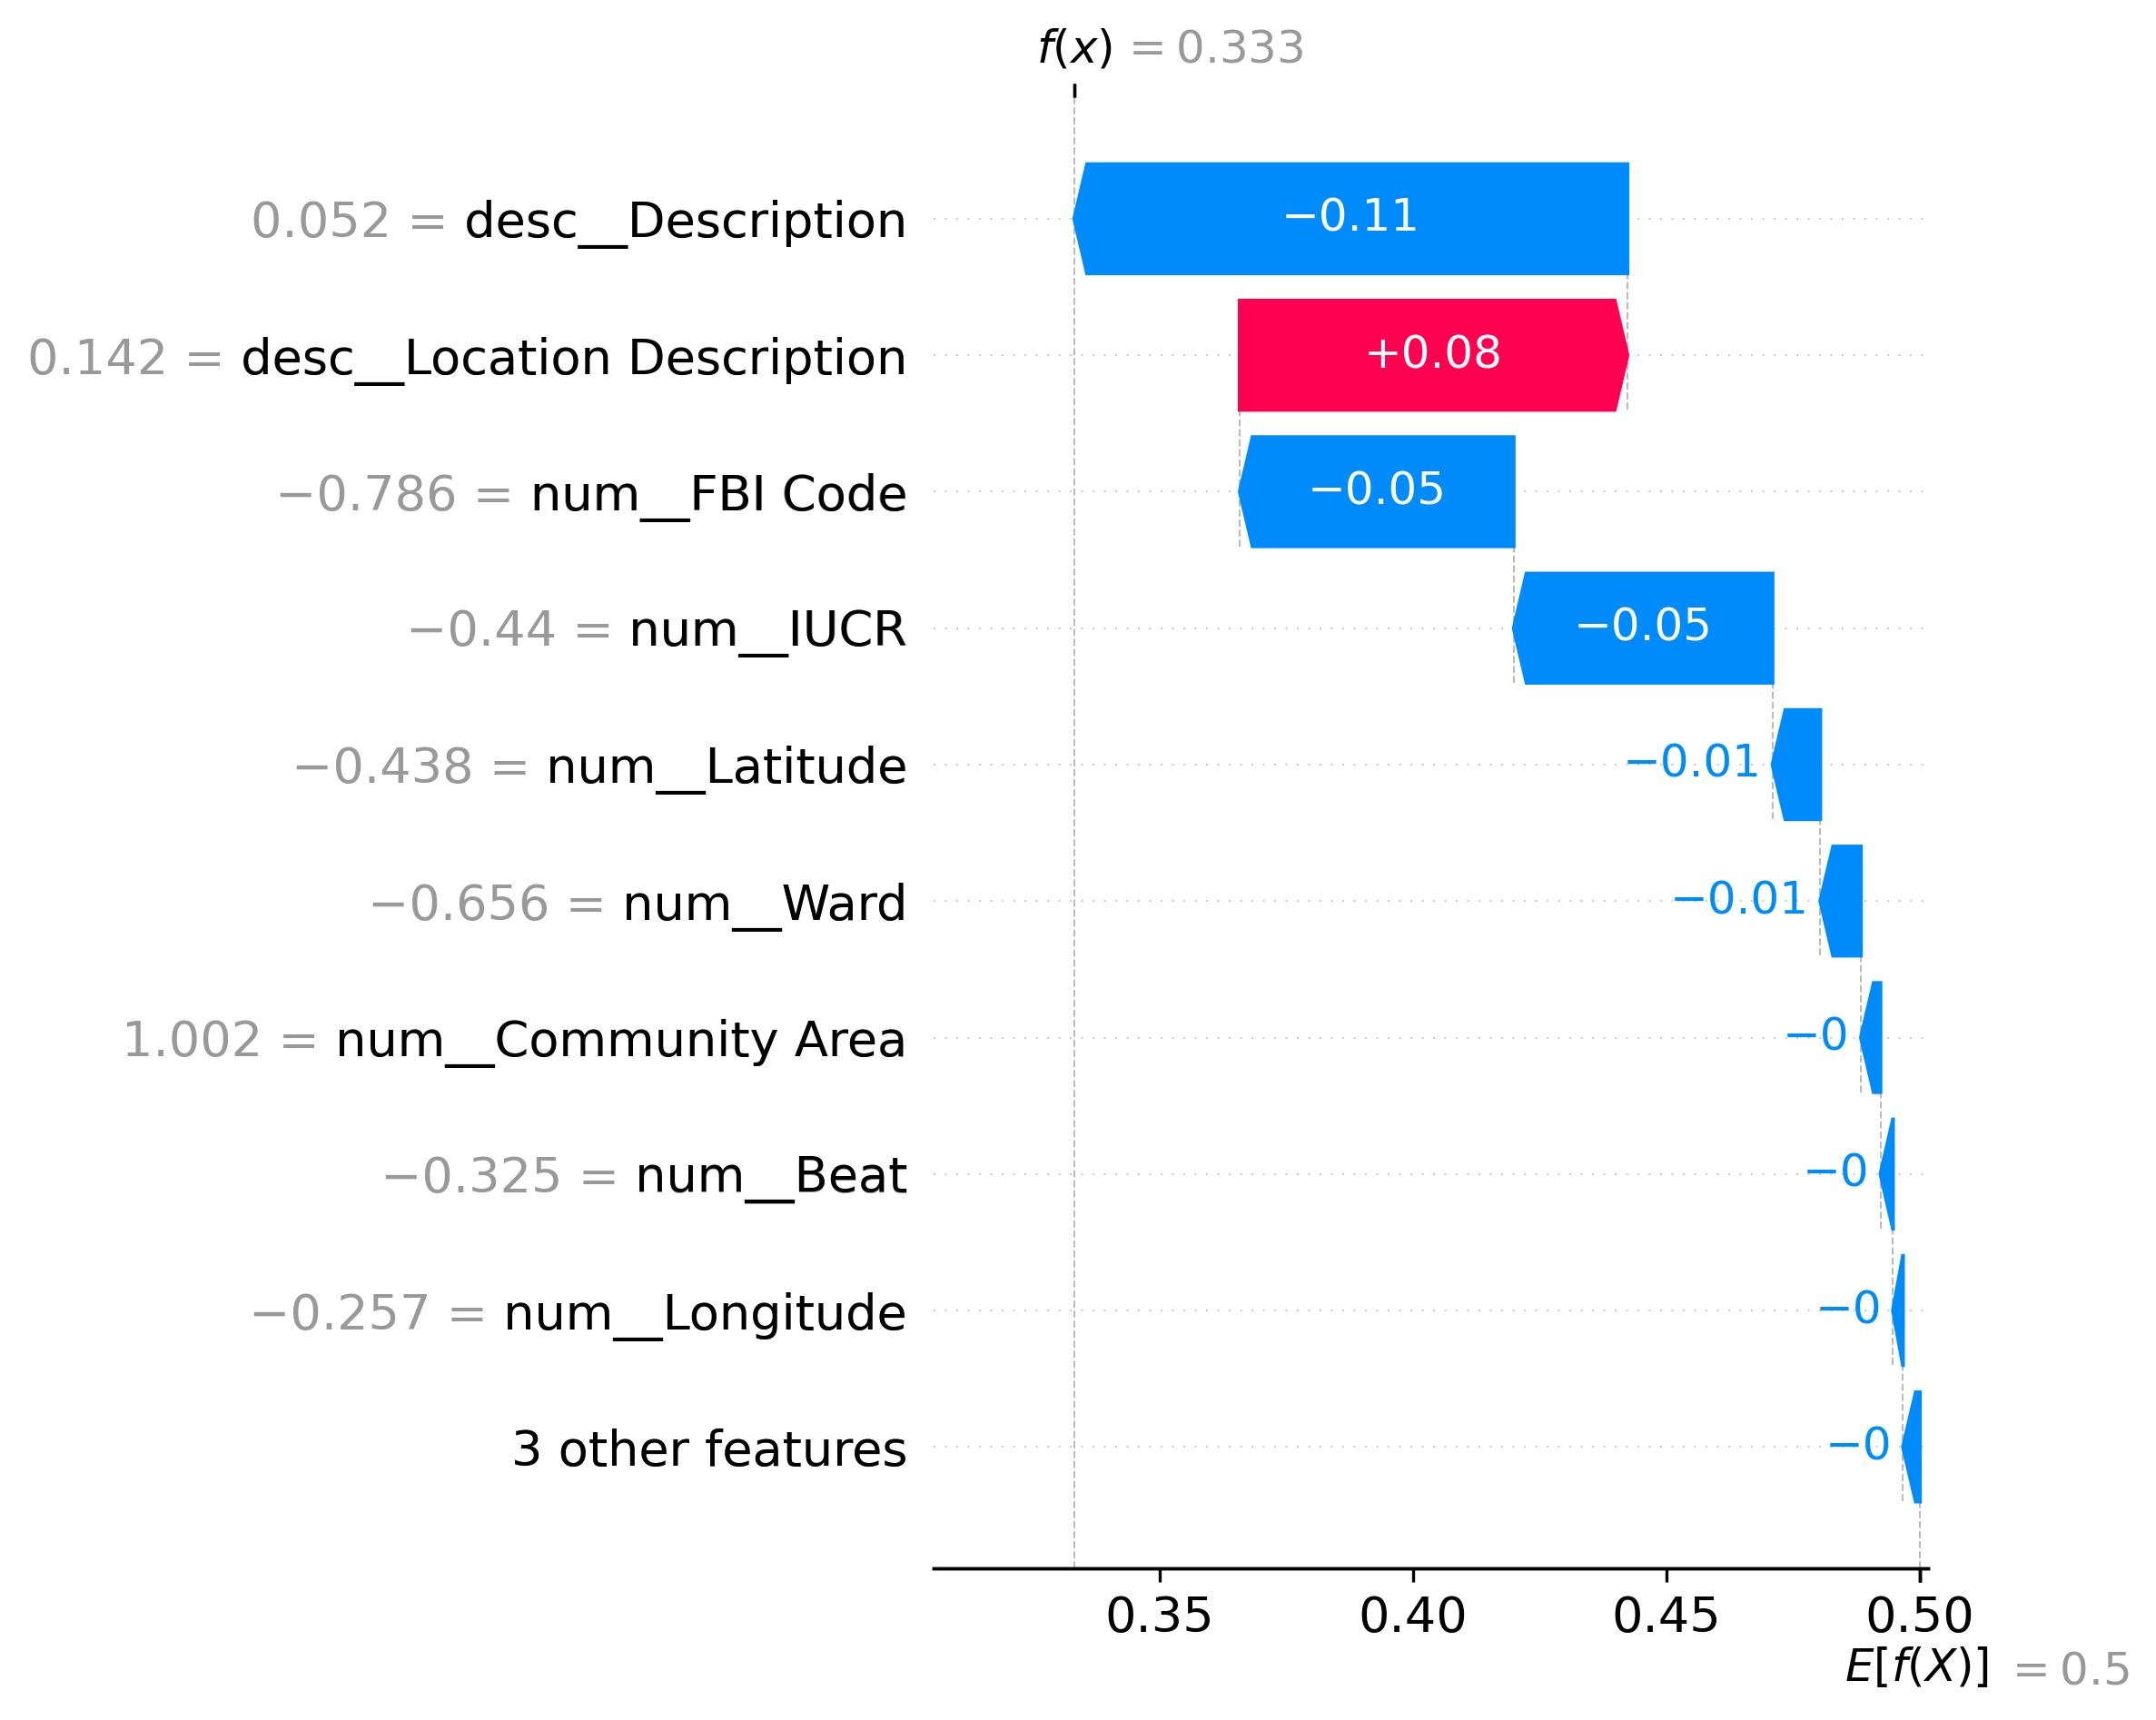 f(x) = 0.333
0.052 = desc__Description
−0.11
0.142 = desc__Location Description
+0.08
−0.786 = num__FBI Code
−0.05
−0.44 = num__IUCR
−0.05
−0.438 = num__Latitude
−0.01
−0.656 = num__Ward
−0.01
1.002 = num__Community Area
−0
−0.325 = num__Beat
−0
−0.257 = num__Longitude
−0
3 other features
−0
0.35 0.40 0.45 0.50
E[f(X)] = 0.5